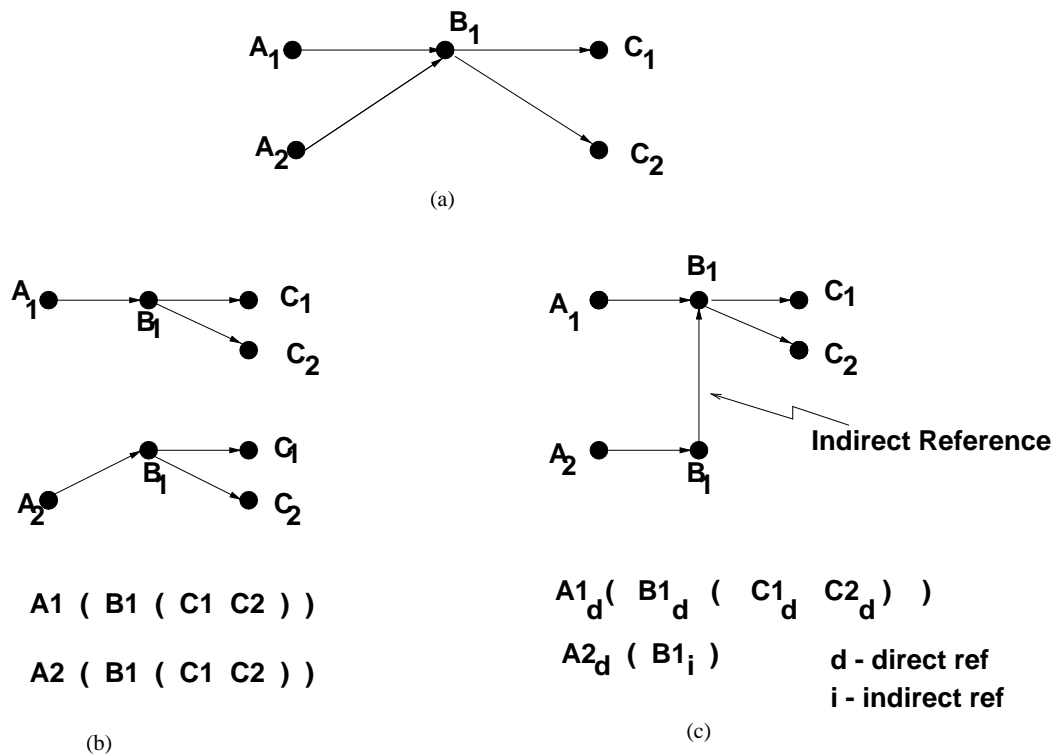 B1
A1 C1
A2 C2
(a)
A1 B1 C1
C2
A2 B1 C1
C2
A1 ( B1 ( C1 C2 ) )
A2 ( B1 ( C1 C2 ) )
(b)
B1
A1 C1
C2
Indirect Reference
A2 B1
A1d( B1d ( C1d C2d) )
A2d ( B1i )
d - direct ref
i - indirect ref
(c)